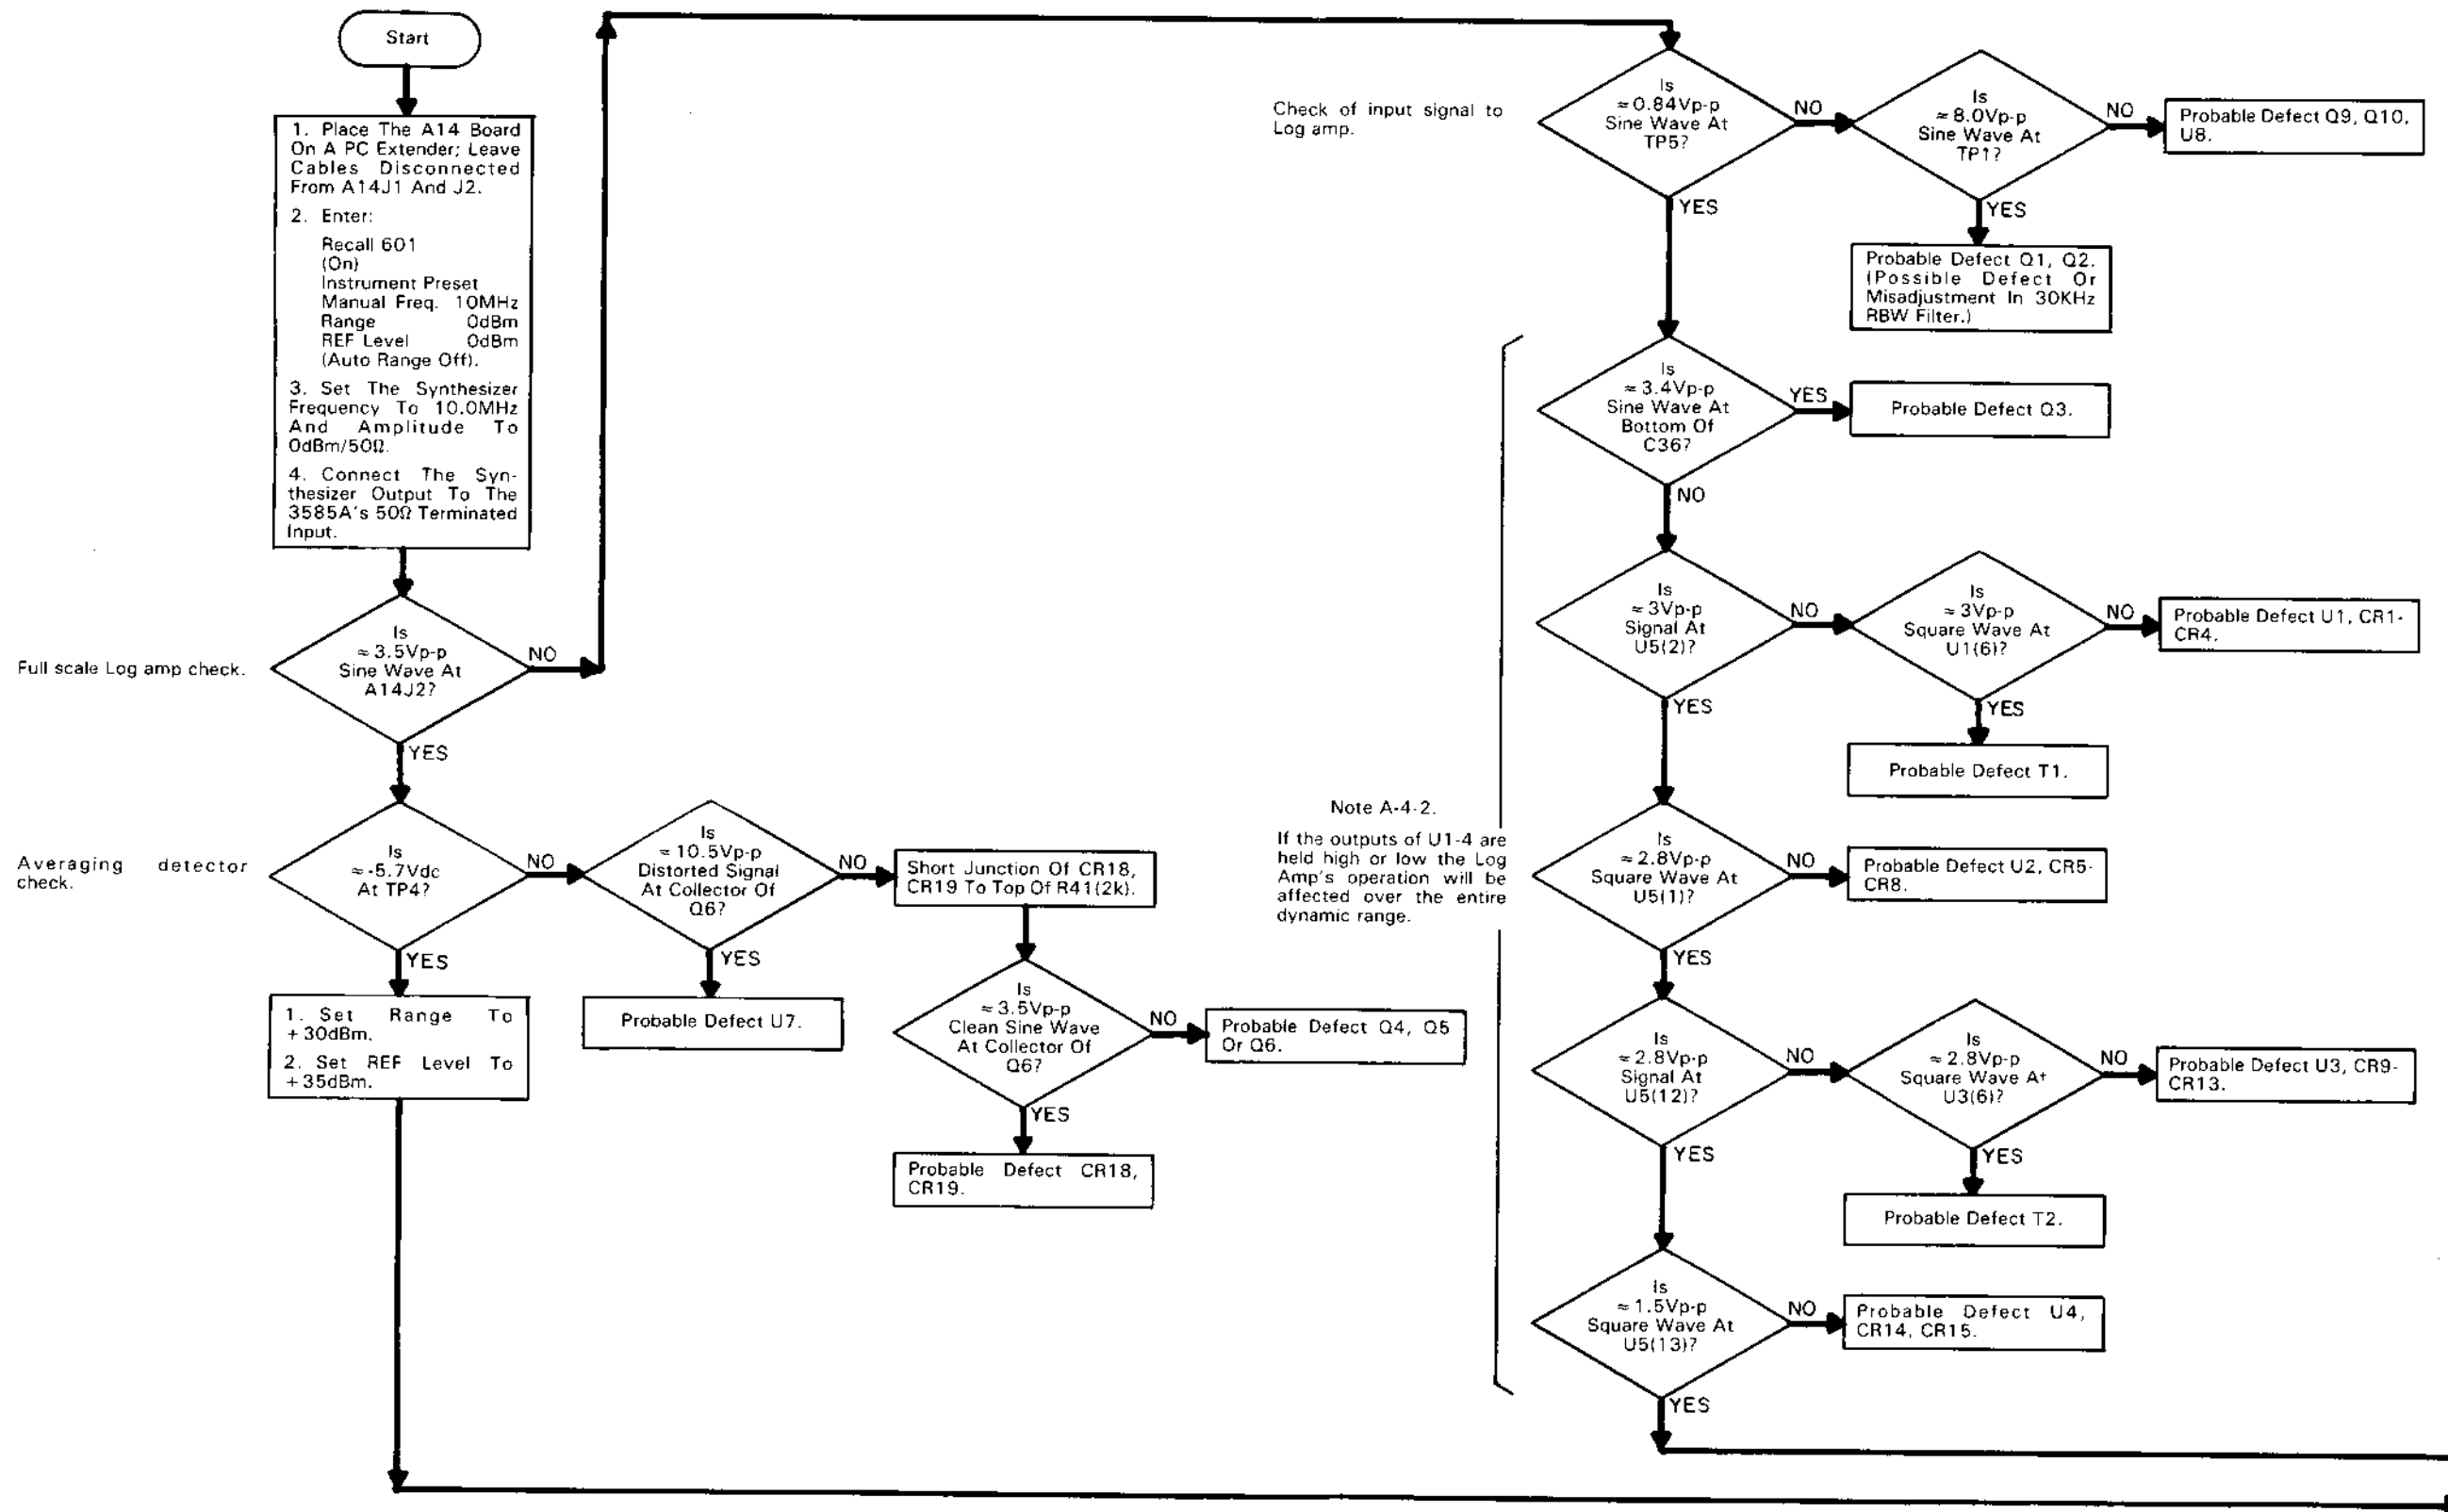 Start
1. Place The A14 Board
On A PC Extender; Leave
Cables Disconnected
From A14J1 And J2.
2. Enter:
Recall 601
(On)
Instrument Preset
Manual Freq. 10MHz
Range 0dBm
REF Level 0dBm
(Auto Range Off).
3. Set The Synthesizer
Frequency To 10.0MHz
And Amplitude To
0dBm/50Ω.
4. Connect The Syn-
thesizer Output To The
3585A's 50Ω Terminated
Input.
Full scale Log amp check.
Is
≈3.5Vp-p
Sine Wave At
A14J2?
NO
YES
Averaging detector
check.
Is
≈-5.7Vdc
At TP4?
NO
YES
Is
≈10.5Vp-p
Distorted Signal
At Collector Of
Q6?
NO
YES
Short Junction Of CR18,
CR19 To Top Of R41(2k).
1. Set Range To
+30dBm.
2. Set REF Level To
+35dBm.
Probable Defect U7.
Is
≈3.5Vp-p
Clean Sine Wave
At Collector Of
Q6?
NO
YES
Probable Defect Q4, Q5
Or Q6.
Probable Defect CR18,
CR19.
Check of input signal to
Log amp.
Is
≈0.84Vp-p
Sine Wave At
TP5?
NO
YES
Is
≈8.0Vp-p
Sine Wave At
TP1?
NO
YES
Probable Defect Q9, Q10,
U8.
Probable Defect Q1, Q2.
(Possible Defect Or
Misadjustment In 30KHz
RBW Filter.)
Is
≈3.4Vp-p
Sine Wave At
Bottom Of
C36?
YES
NO
Probable Defect Q3.
Is
≈3Vp-p
Signal At
U5(2)?
NO
YES
Is
≈3Vp-p
Square Wave At
U1(6)?
NO
YES
Probable Defect U1, CR1-
CR4.
Probable Defect T1.
Note A-4-2.
If the outputs of U1-4 are
held high or low the Log
Amp's operation will be
affected over the entire
dynamic range.
Is
≈2.8Vp-p
Square Wave At
U5(1)?
NO
YES
Probable Defect U2, CR5-
CR8.
Is
≈2.8Vp-p
Signal At
U5(12)?
NO
YES
Is
≈2.8Vp-p
Square Wave At
U3(6)?
NO
YES
Probable Defect U3, CR9-
CR13.
Probable Defect T2.
Is
≈1.5Vp-p
Square Wave At
U5(13)?
NO
YES
Probable Defect U4,
CR14, CR15.